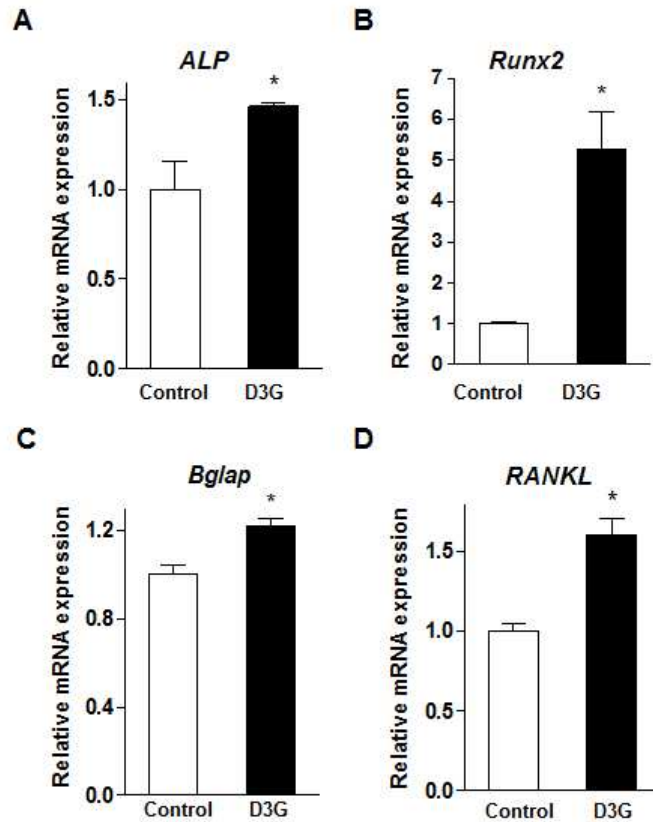 A
ALP
Relative mRNA expression
1.5
1.0
0.5
0.0
*
Control D3G
B
Runx2
Relative mRNA expression
7
6
5
4
3
2
1
0
*
Control D3G
C
Bglap
Relative mRNA expression
1.2
0.8
0.4
0.0
*
Control D3G
D
RANKL
Relative mRNA expression
1.5
1.0
0.5
0.0
*
Control D3G